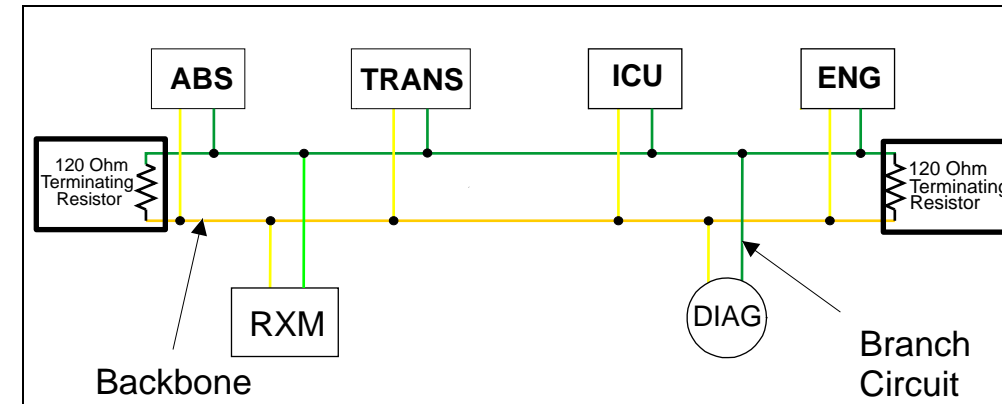 ABS
TRANS
ICU
ENG
120 Ohm
Terminating
Resistor
120 Ohm
Terminating
Resistor
RXM
DIAG
Backbone
Branch
Circuit